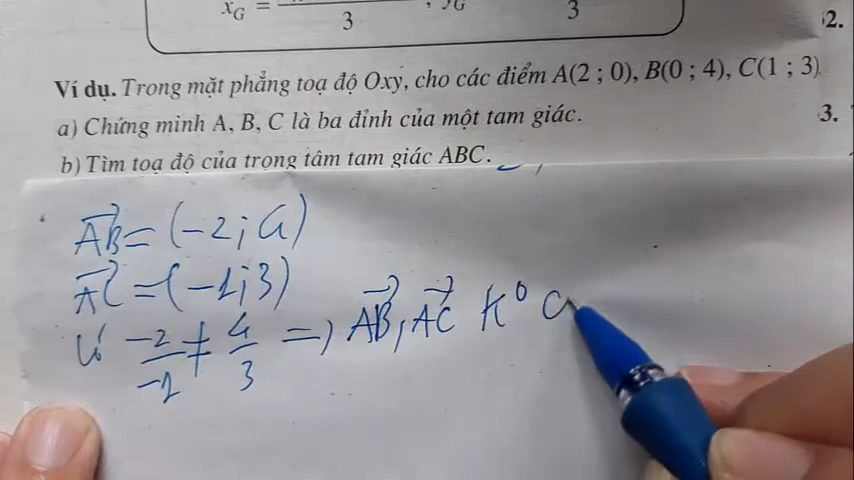 x_G = 3 ; y_G 3
2.
Ví dụ. Trong mặt phẳng toạ độ Oxy, cho các điểm A(2 ; 0), B(0 ; 4), C(1 ; 3).
a) Chứng minh A, B, C là ba đỉnh của một tam giác.
3.
b) Tìm toạ độ của trọng tâm tam giác ABC.
AB = (-2; 4)
AC = (-1; 3)
Vì -2/-1 ≠ 4/3 => AB, AC k⁰ c